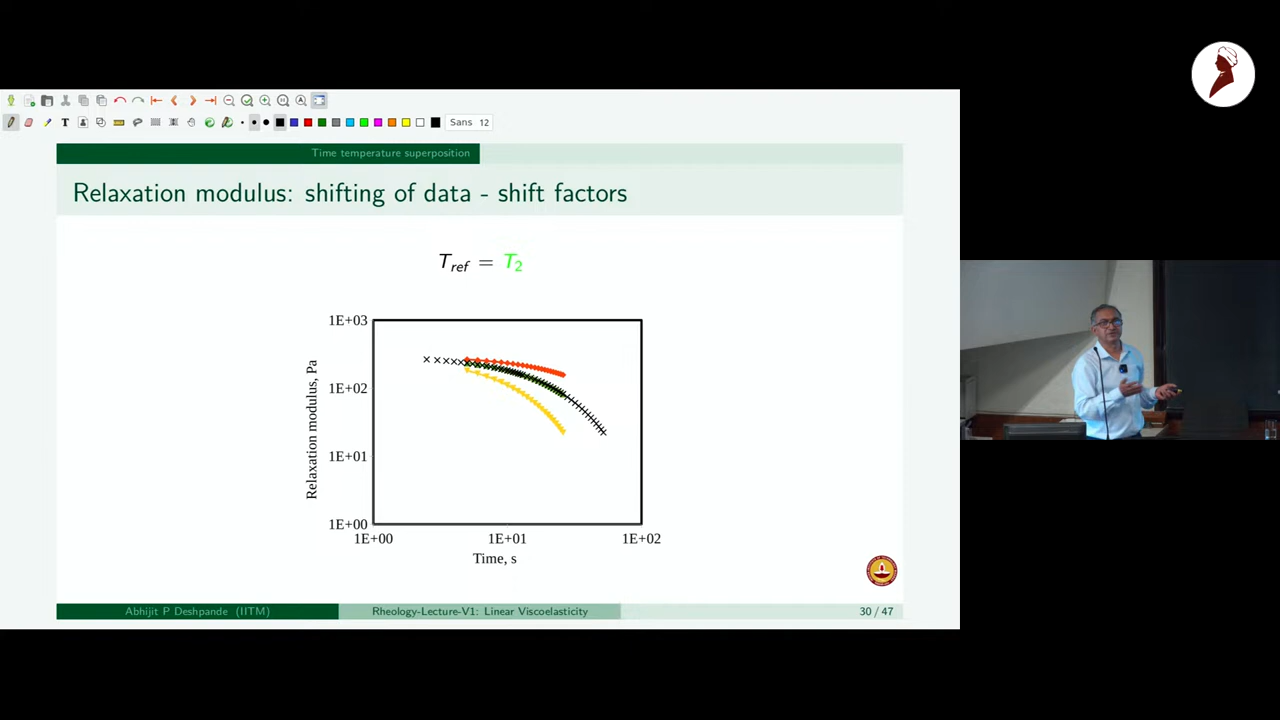 Sans 12
Time temperature superposition
Relaxation modulus: shifting of data - shift factors
T_ref = T_2
1E+03
1E+02
1E+01
1E+00
Relaxation modulus, Pa
1E+00 1E+01 1E+02
Time, s
Abhijit P Deshpande (IITM) Rheology-Lecture-V1: Linear Viscoelasticity 30 / 47